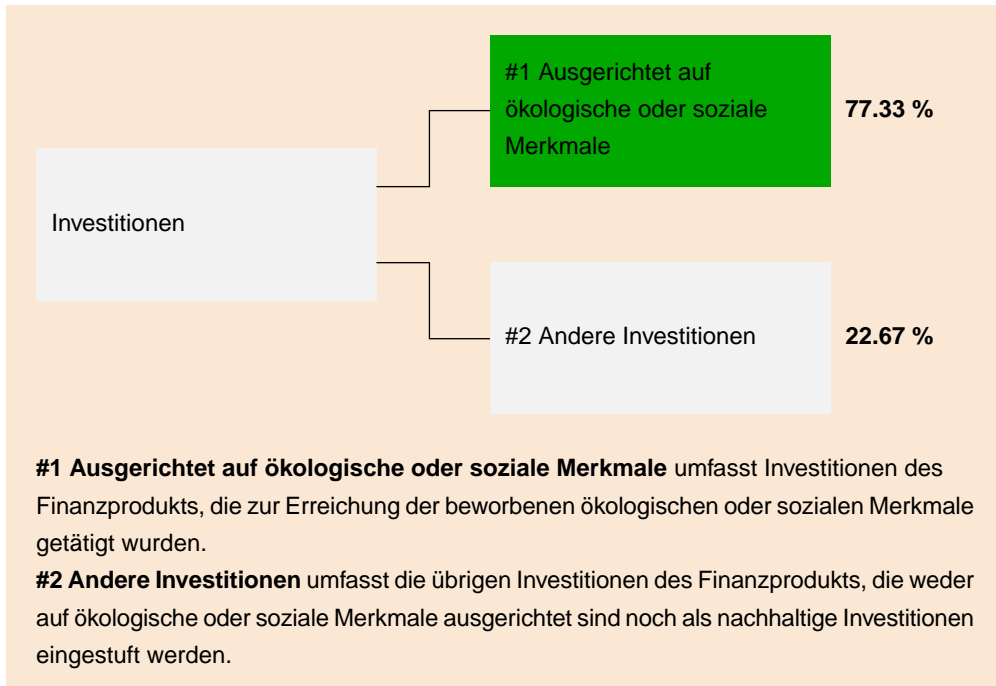 #1 Ausgerichtet auf
ökologische oder soziale
Merkmale
77.33 %
Investitionen
#2 Andere Investitionen
22.67 %
#1 Ausgerichtet auf ökologische oder soziale Merkmale umfasst Investitionen des
Finanzprodukts, die zur Erreichung der beworbenen ökologischen oder sozialen Merkmale
getätigt wurden.
#2 Andere Investitionen umfasst die übrigen Investitionen des Finanzprodukts, die weder
auf ökologische oder soziale Merkmale ausgerichtet sind noch als nachhaltige Investitionen
eingestuft werden.